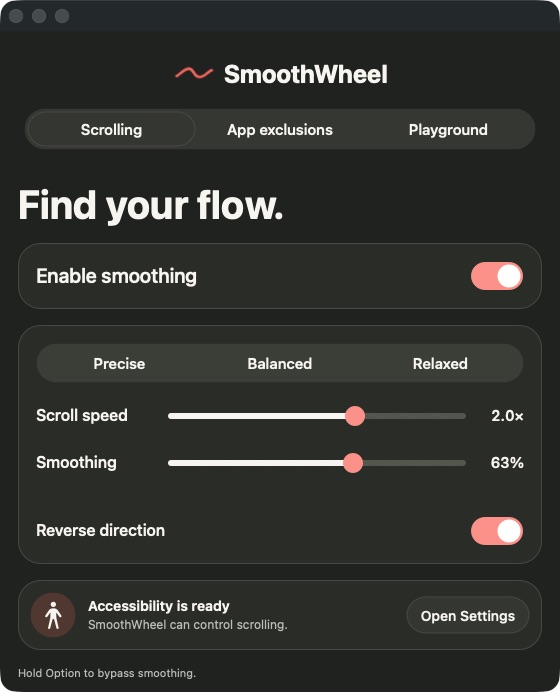 SmoothWheel
Scrolling App exclusions Playground
Find your flow.
Enable smoothing
Precise Balanced Relaxed
Scroll speed 2.0×
Smoothing 63%
Reverse direction
Accessibility is ready
SmoothWheel can control scrolling.
Open Settings
Hold Option to bypass smoothing.